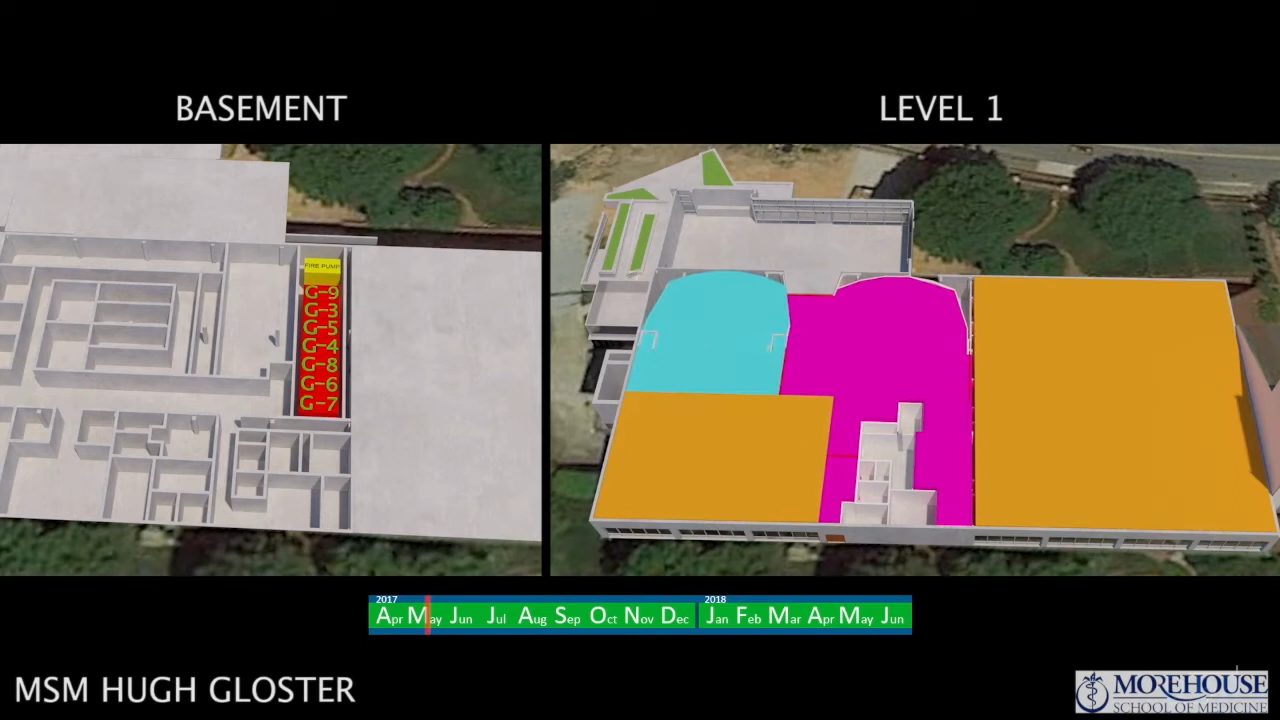 BASEMENT
LEVEL 1
FIRE PUMP
G-9
G-3
G-5
G-4
G-8
G-6
G-7
2017
2018
Apr May Jun Jul Aug Sep Oct Nov Dec Jan Feb Mar Apr May Jun
MSM HUGH GLOSTER
MOREHOUSE
SCHOOL OF MEDICINE